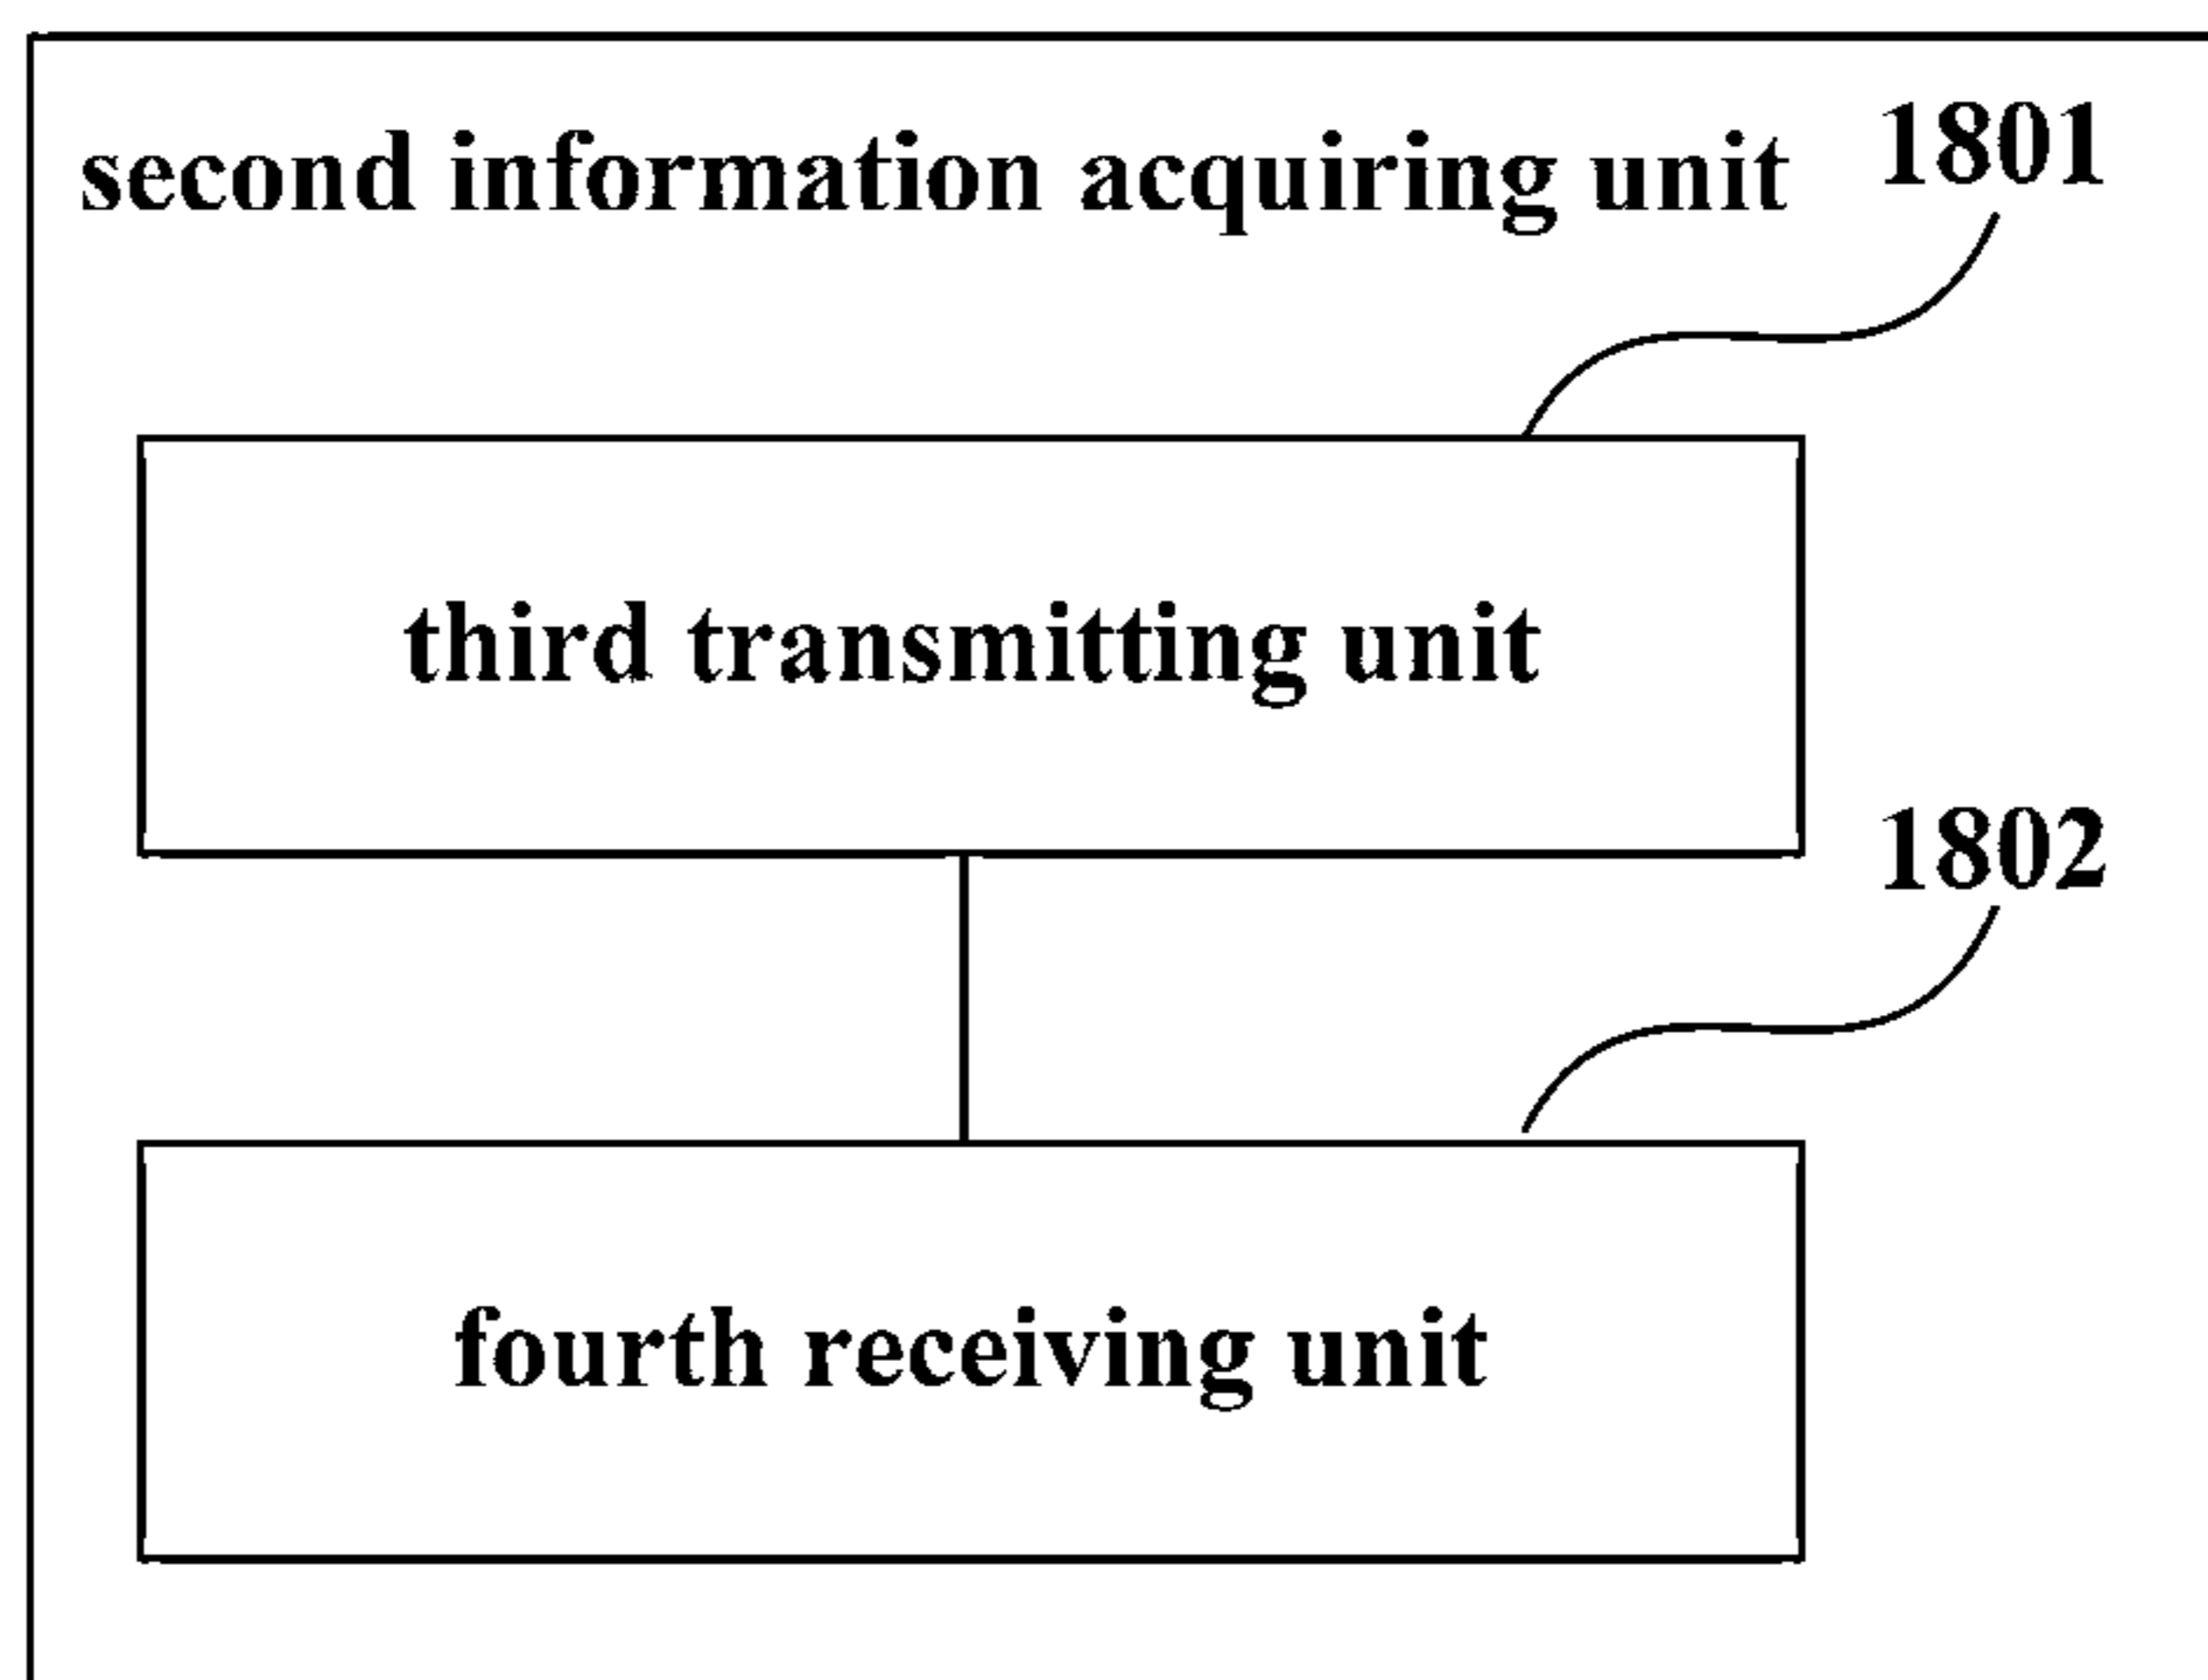 second information acquiring unit 1801
third transmitting unit
1802
fourth receiving unit